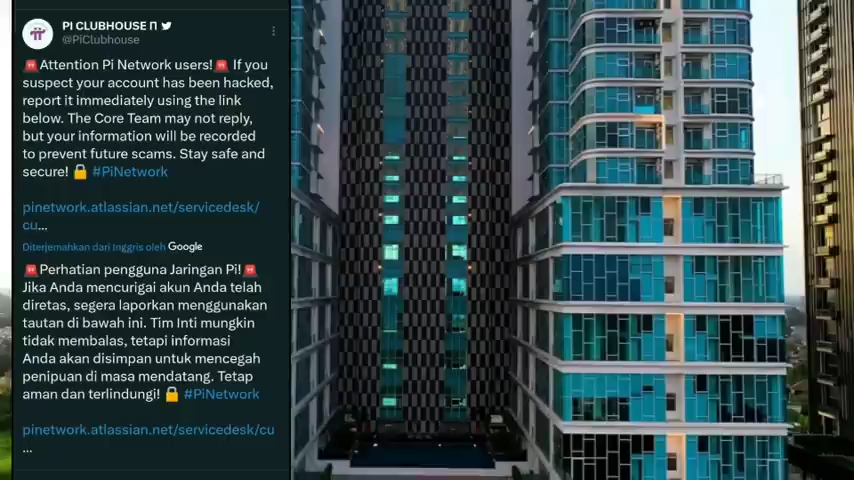 PI CLUBHOUSE Π
@PiClubhouse
🚨Attention Pi Network users!🚨 If you
suspect your account has been hacked,
report it immediately using the link
below. The Core Team may not reply,
but your information will be recorded
to prevent future scams. Stay safe and
secure! 🔒 #PiNetwork
pinetwork.atlassian.net/servicedesk/
cu...
Diterjemahkan dari Inggris oleh Google
🚨Perhatian pengguna Jaringan Pi!🚨
Jika Anda mencurigai akun Anda telah
diretas, segera laporkan menggunakan
tautan di bawah ini. Tim Inti mungkin
tidak membalas, tetapi informasi
Anda akan disimpan untuk mencegah
penipuan di masa mendatang. Tetap
aman dan terlindungi! 🔒 #PiNetwork
pinetwork.atlassian.net/servicedesk/cu
...